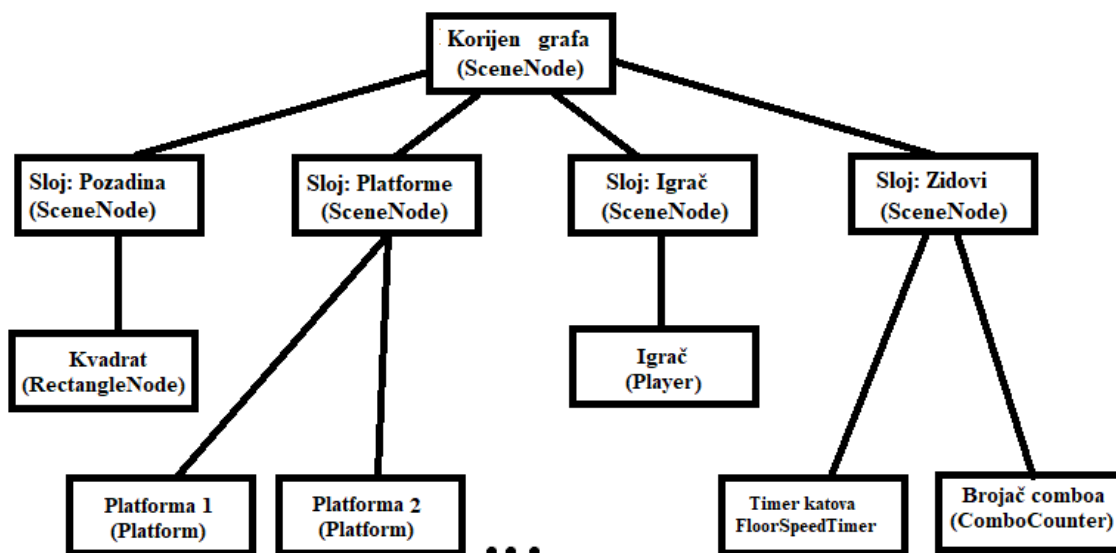 Korijen grafa
(SceneNode)
Sloj: Pozadina
(SceneNode)
Sloj: Platforme
(SceneNode)
Sloj: Igrač
(SceneNode)
Sloj: Zidovi
(SceneNode)
Kvadrat
(RectangleNode)
Igrač
(Player)
Platforma 1
(Platform)
Platforma 2
(Platform)
...
Timer katova
FloorSpeedTimer
Brojač comboa
(ComboCounter)